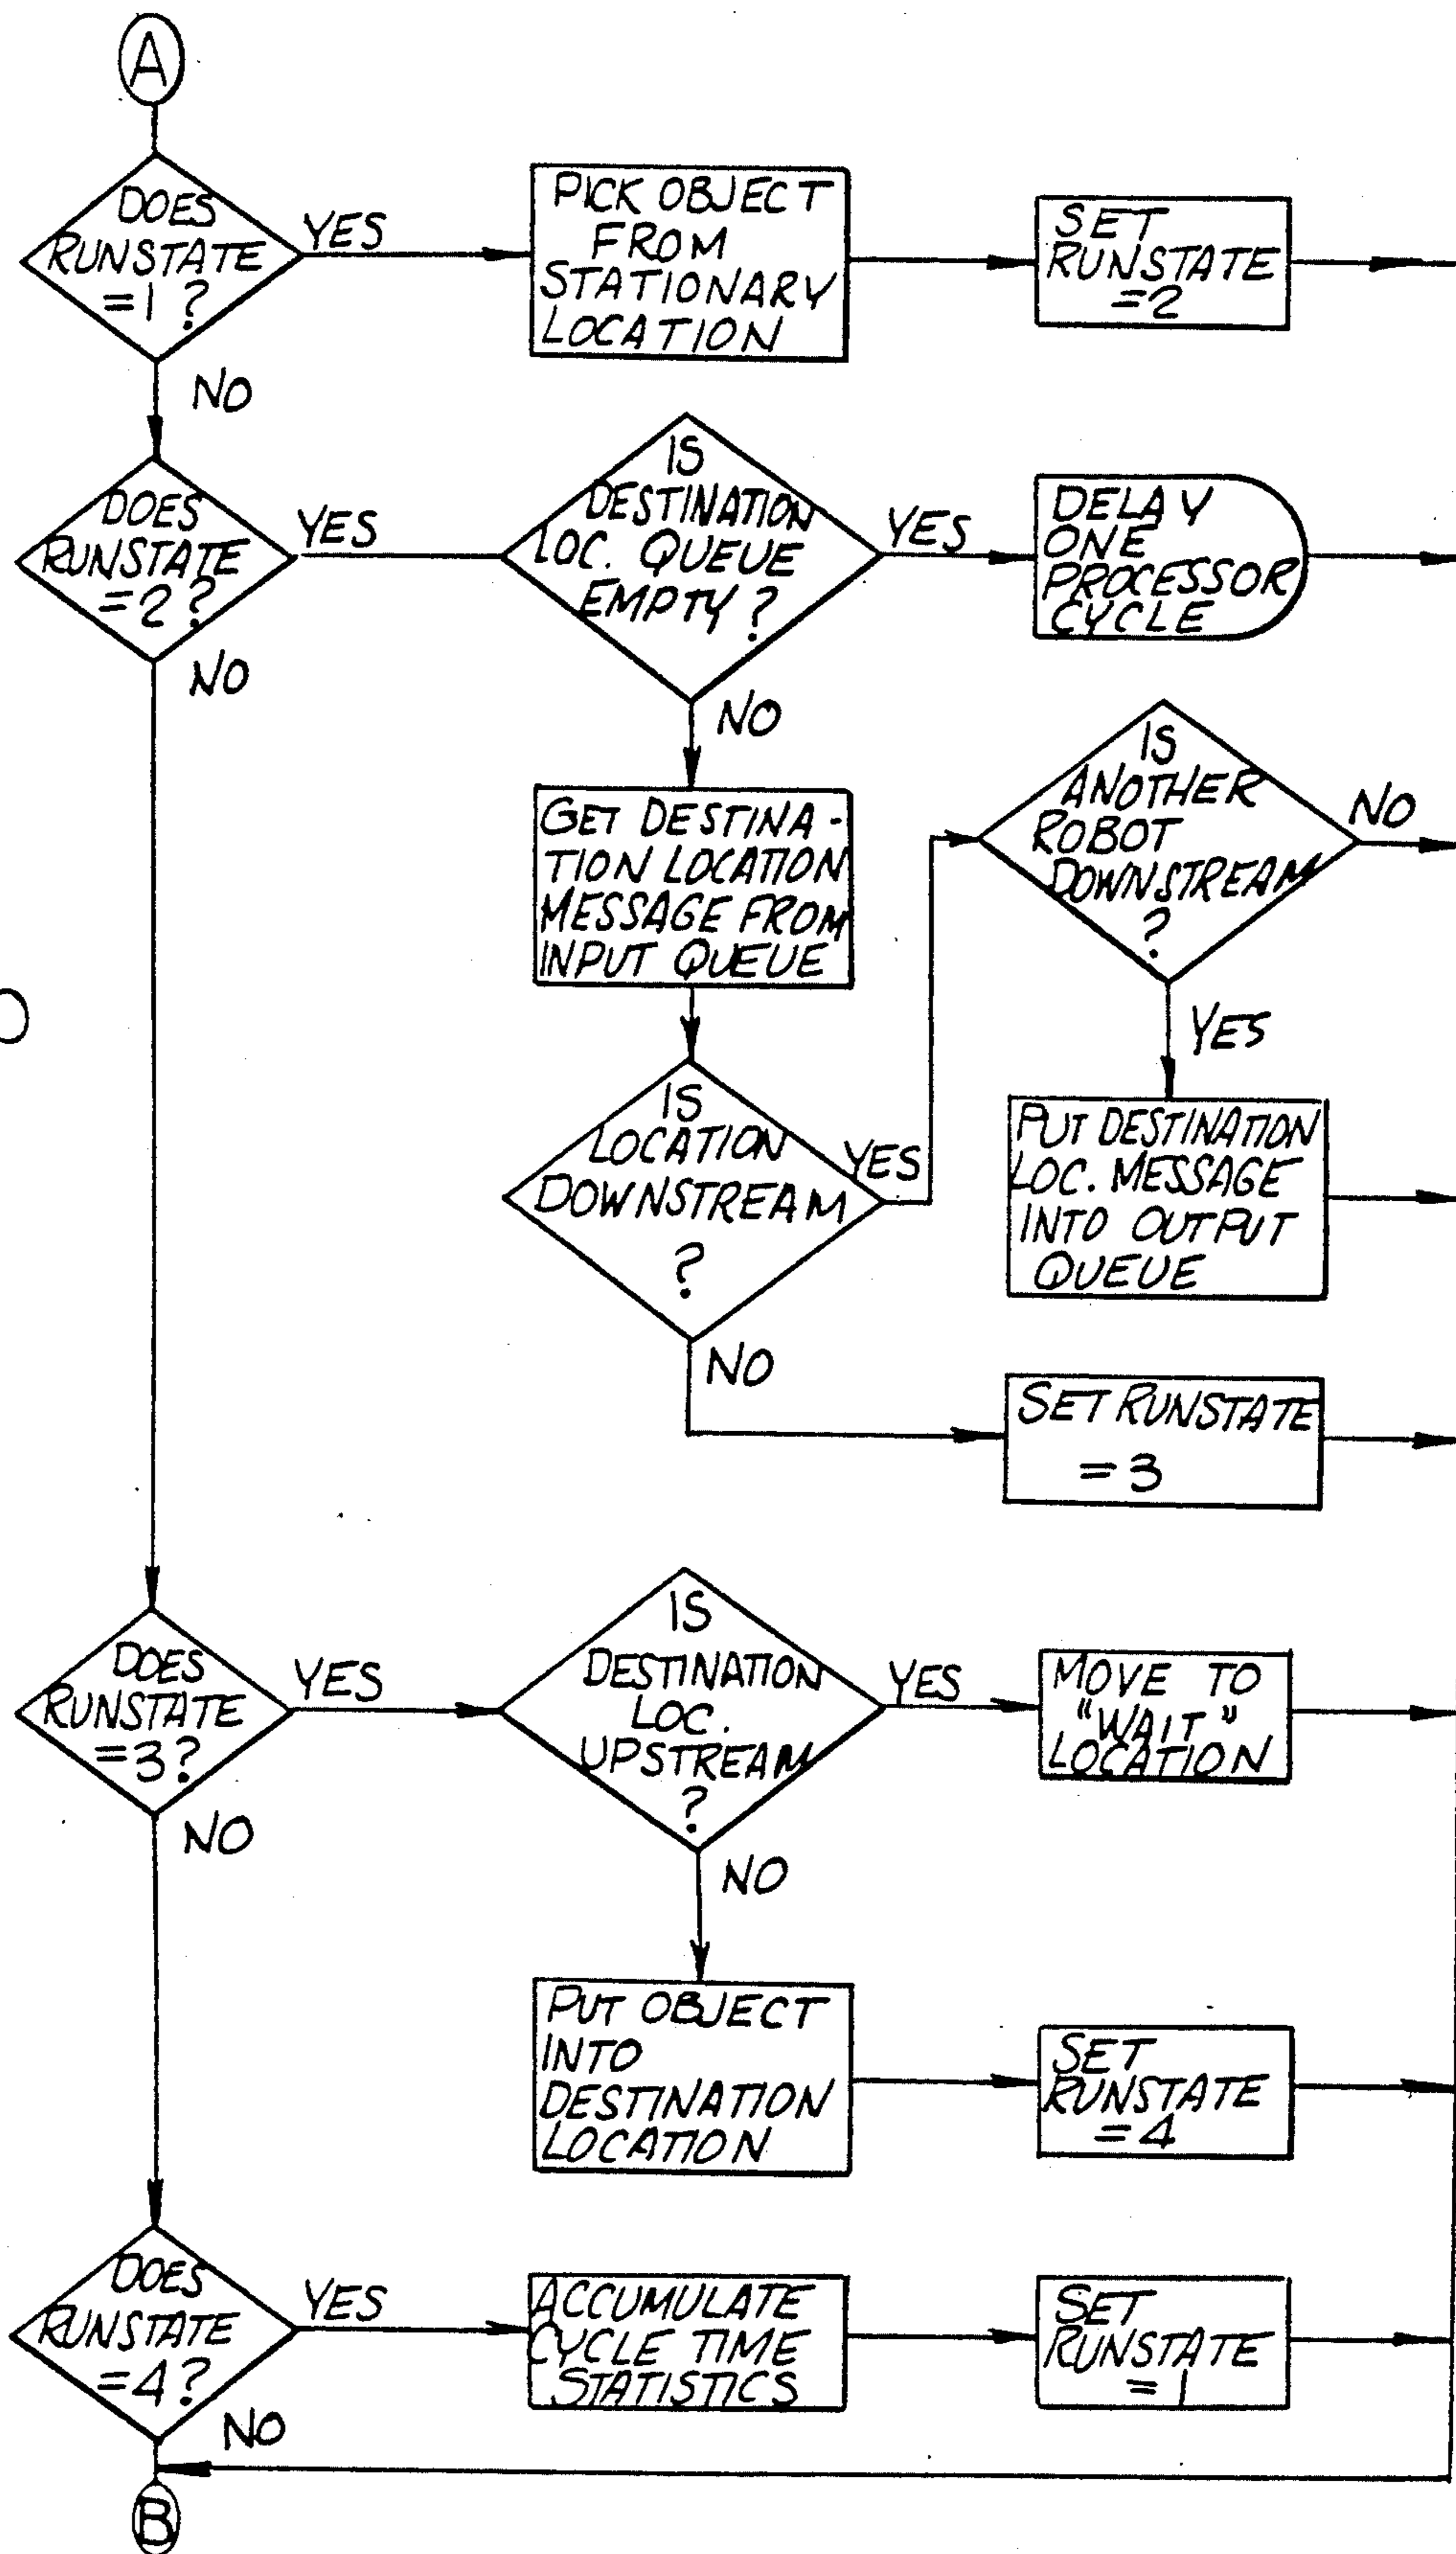 A
DOES
RUNSTATE
=1?
YES
PICK OBJECT
FROM
STATIONARY
LOCATION
SET
RUNSTATE
=2
NO
DOES
RUNSTATE
=2?
YES
IS
DESTINATION
LOC. QUEUE
EMPTY?
YES
DELAY
ONE
PROCESSOR
CYCLE
NO
NO
GET DESTINA-
TION LOCATION
MESSAGE FROM
INPUT QUEUE
IS
ANOTHER
ROBOT
DOWNSTREAM
?
NO
YES
IS
LOCATION
DOWNSTREAM
?
YES
PUT DESTINATION
LOC. MESSAGE
INTO OUTPUT
QUEUE
NO
SET RUNSTATE
=3
DOES
RUNSTATE
=3?
YES
IS
DESTINATION
LOC.
UPSTREAM
?
YES
MOVE TO
"WAIT"
LOCATION
NO
NO
PUT OBJECT
INTO
DESTINATION
LOCATION
SET
RUNSTATE
=4
DOES
RUNSTATE
=4?
YES
ACCUMULATE
CYCLE TIME
STATISTICS
SET
RUNSTATE
=1
NO
B